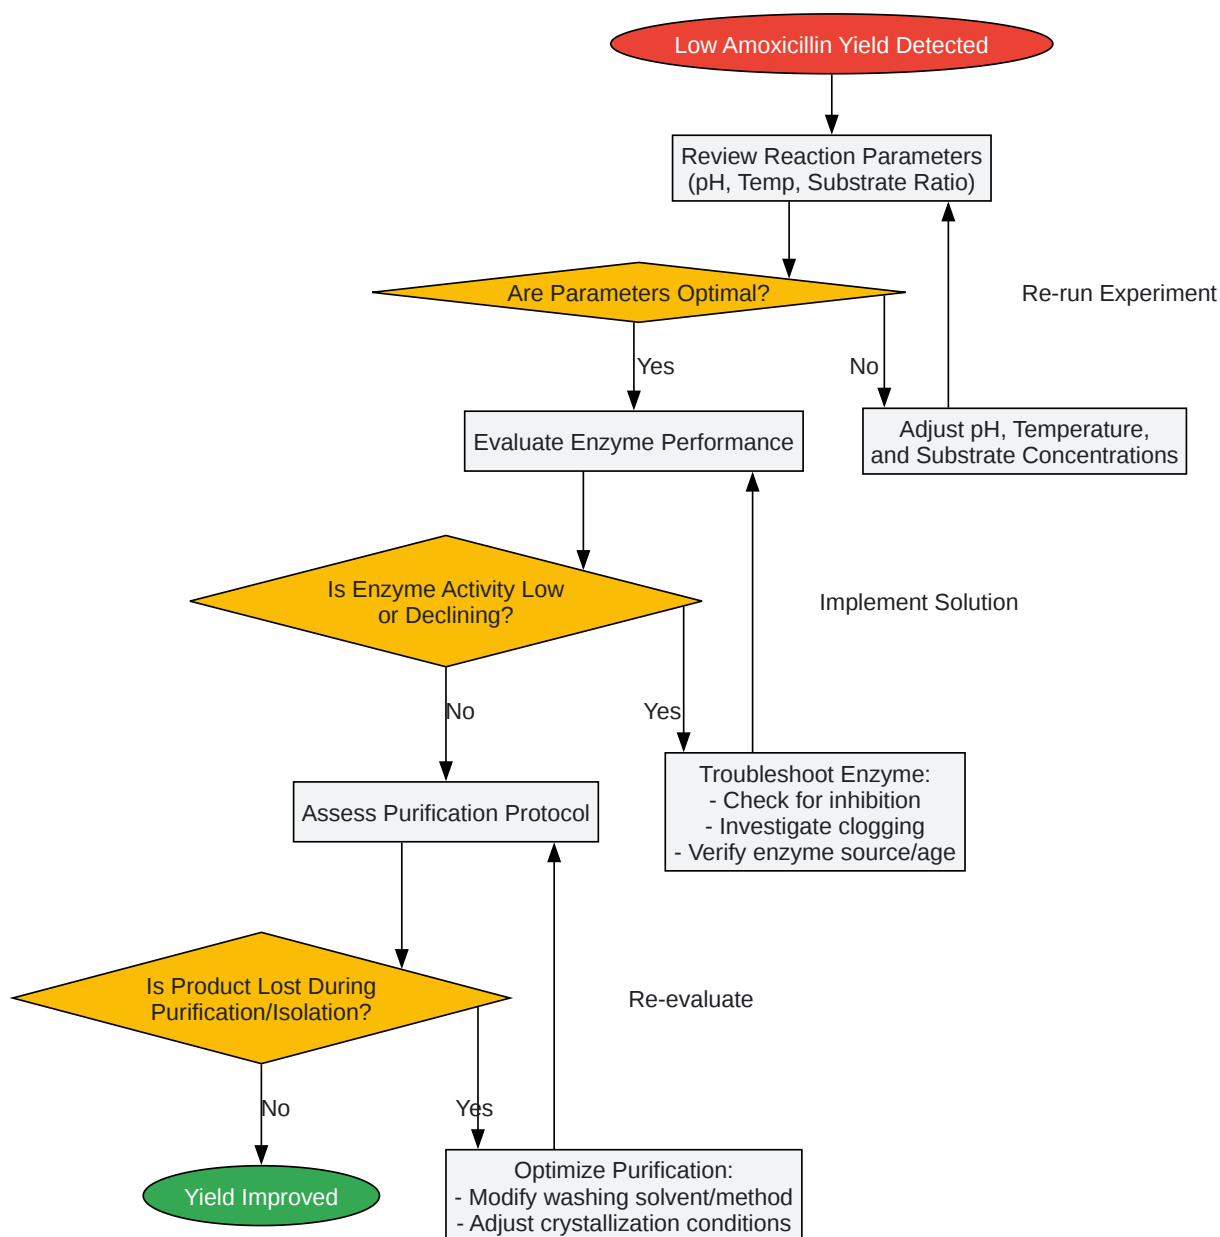 Low Amoxicillin Yield Detected
Review Reaction Parameters
(pH, Temp, Substrate Ratio)
Are Parameters Optimal?
Re-run Experiment
Yes
No
Evaluate Enzyme Performance
Adjust pH, Temperature,
and Substrate Concentrations
Is Enzyme Activity Low
or Declining?
Implement Solution
No
Yes
Assess Purification Protocol
Troubleshoot Enzyme:
- Check for inhibition
- Investigate clogging
- Verify enzyme source/age
Is Product Lost During
Purification/Isolation?
Re-evaluate
No
Yes
Yield Improved
Optimize Purification:
- Modify washing solvent/method
- Adjust crystallization conditions